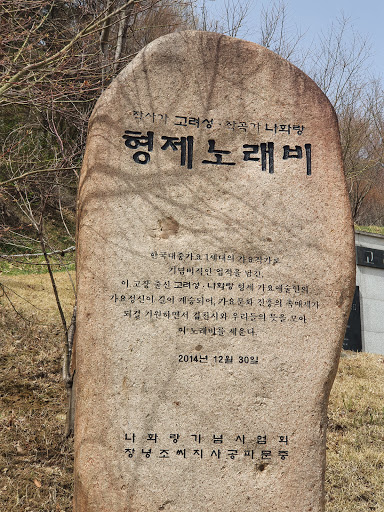 작사가 고려성·작곡가 나화랑
형제노래비
한국대중가요 1세대의 가요작가로
기념비적인 업적을 남긴,
이 고장 출신 고려성·나화랑 형제 가요예술인의
가요정신이 길이 계승되며, 가요문화 진흥의 촉매제가
되길 기원하면서 김천시와 우리들의 뜻을 모아
이 노래비를 세운다.
2014년 12월 30일
나화랑기념사업회
창녕조씨지사공파문중